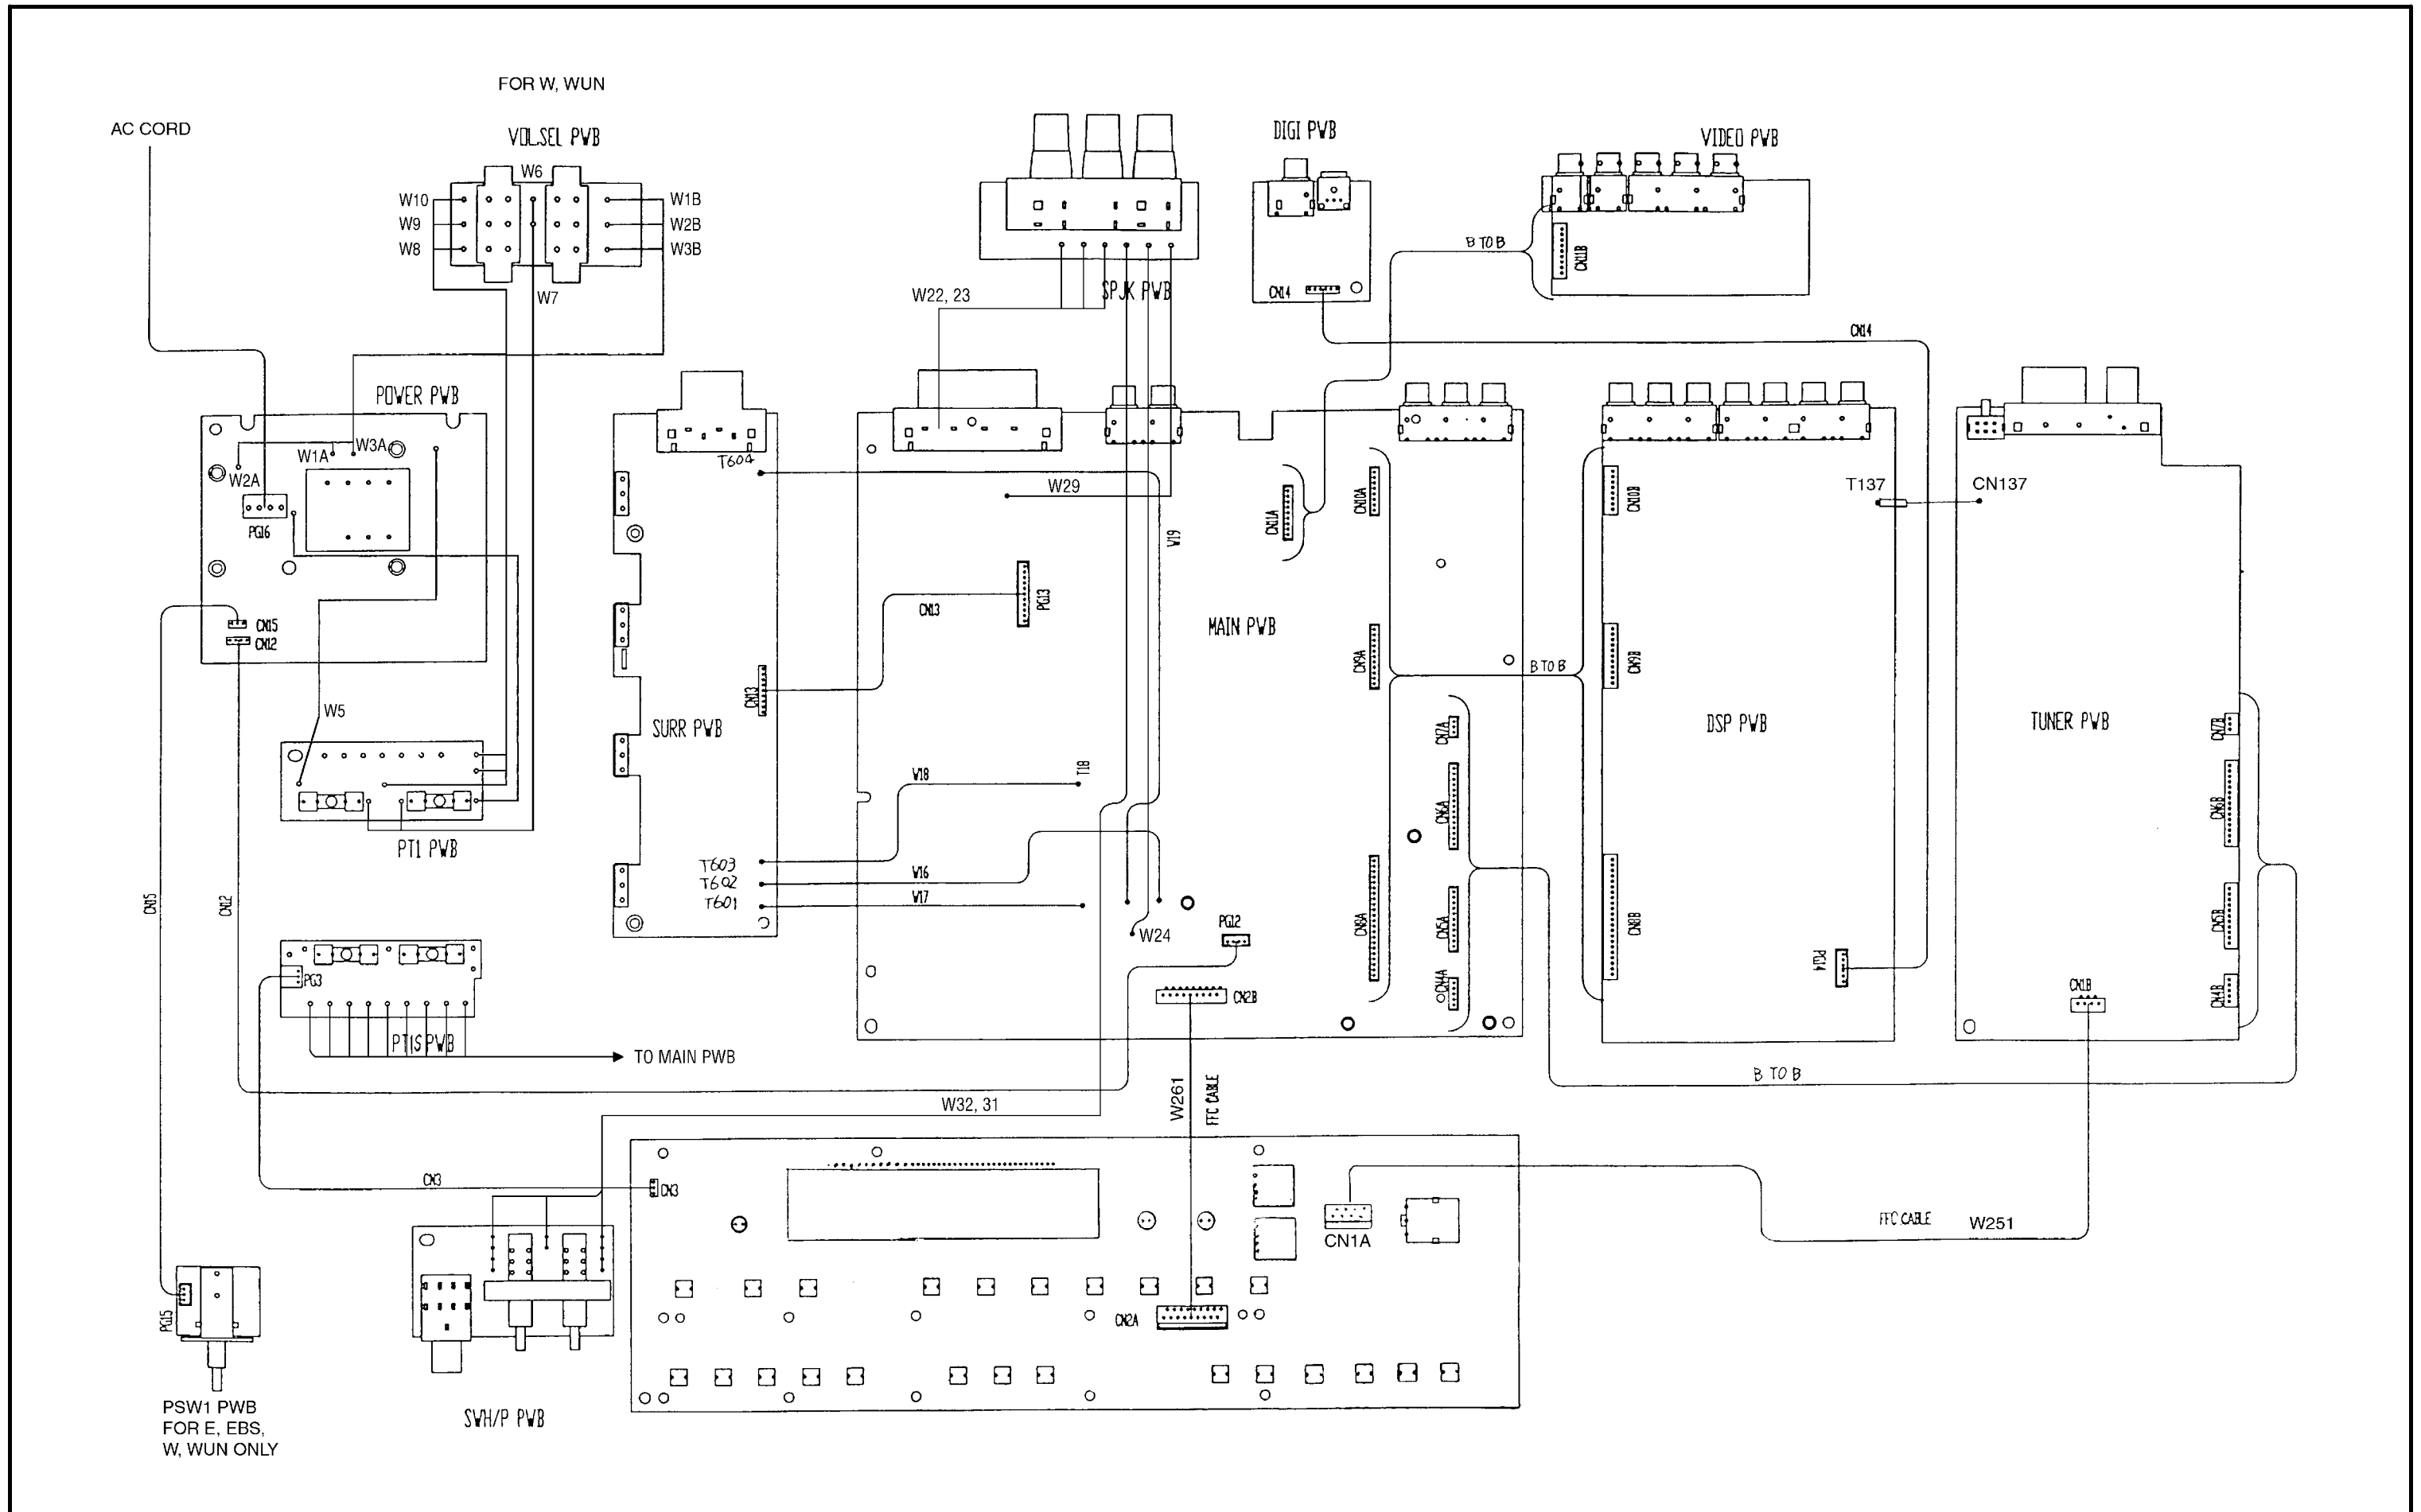 FOR W, WUN
AC CORD
VOL.SEL PWB
DIGI PWB
VIDEO PWB
W6
W10
W1B
W9
W2B
W8
W3B
B TO B
CN11B
W7
W22, 23
SPJK PWB
CN14
CN14
POWER PWB
W3A
W1A
W2A
T604
W29
CN11A
CN10A
CN10B
T137
CN137
PG16
W19
CN13
PG13
MAIN PWB
CN15
CN12
CN9A
B TO B
CN9B
CN13
W5
SURR PWB
CN7A
DSP PWB
TUNER PWB
CN7B
W18
T18
CN6A
CN6B
PT1 PWB
T603
W16
T602
W17
T601
CN15
CN12
CN8A
CN5A
CN8B
CN5B
PG12
W24
PG3
PG14
CN2B
CN4A
CN1B
CN4B
PT1S PWB
TO MAIN PWB
B TO B
W32, 31
W261
FFC CABLE
CN3
CN3
CN1A
FFC CABLE
W251
PG15
CN2A
PSW1 PWB
FOR E, EBS,
W, WUN ONLY
SWH/P PWB